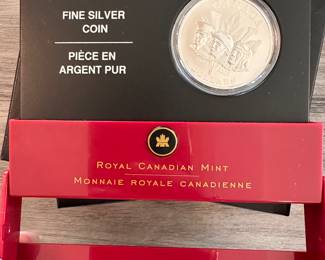 FINE SILVER
COIN
PIÈCE EN
ARGENT PUR
ROYAL CANADIAN MINT
MONNAIE ROYALE CANADIENNE